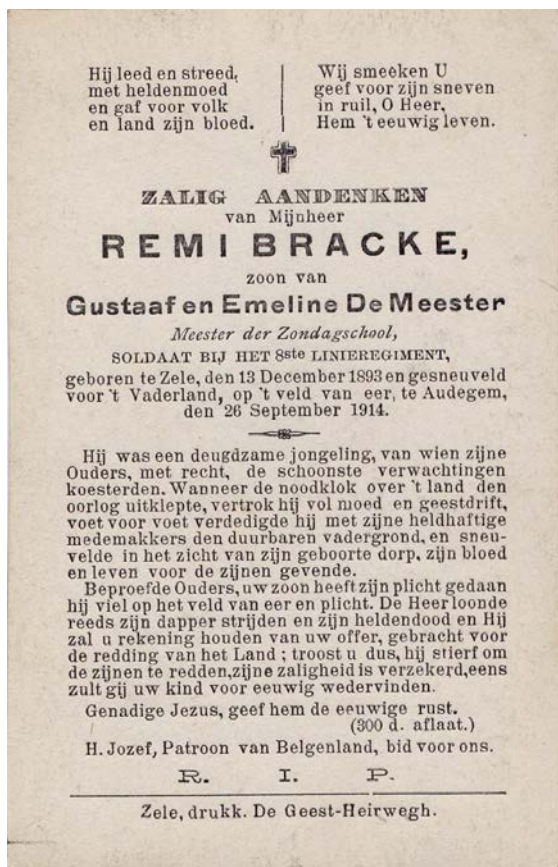 Hij leed en streed,
met heldenmoed
en gaf voor volk
en land zijn bloed.
Wij smeeken U
geef voor zijn sneven
in ruil, O Heer,
Hem 't eeuwig leven.
ZALIG AANDENKEN
van Mijnheer
REMI BRACKE,
zoon van
Gustaaf en Emeline De Meester
Meester der Zondagschool,
SOLDAAT BIJ HET 8ste LINIEREGIMENT,
geboren te Zele, den 13 December 1893 en gesneuveld
voor 't Vaderland, op 't veld van eer, te Audegem,
den 26 September 1914.
Hij was een deugdzame jongeling, van wien zijne
Ouders, met recht, de schoonste verwachtingen
koesterden. Wanneer de noodklok over 't land den
oorlog uitklepte, vertrok hij vol moed en geestdrift,
voet voor voet verdedigde hij met zijne heldhaftige
medemakkers den duurbaren vadergrond, en sneu-
velde in het zicht van zijn geboorte dorp, zijn bloed
en leven voor de zijnen gevende.
Beproefde Ouders, uw zoon heeft zijn plicht gedaan
hij viel op het veld van eer en plicht. De Heer loonde
reeds zijn dapper strijden en zijn heldendood en Hij
zal u rekening houden van uw offer, gebracht voor
de redding van het Land ; troost u dus, hij stierf om
de zijnen te redden,zijne zaligheid is verzekerd,eens
zult gij uw kind voor eeuwig wedervinden.
Genadige Jezus, geef hem de eeuwige rust.
(300 d. aflaat.)
H. Jozef, Patroon van Belgenland, bid voor ons.
R. I. P.
Zele, drukk. De Geest-Heirwegh.